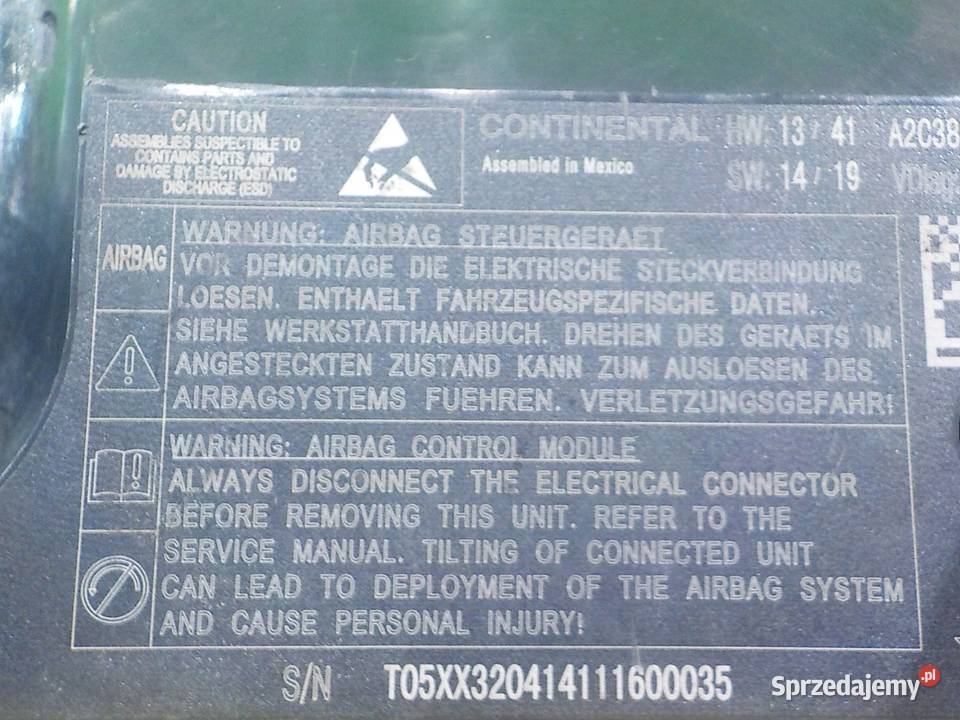 CAUTION
ASSEMBLIES SUSPECTIBLE TO
CONTAINS PARTS AND
DAMAGE BY ELECTROSTATIC
DISCHARGE (ESD)
CONTINENTAL HW: 13 / 41 A2C38
Assembled in Mexico
SW: 14 / 19 VDiag
AIRBAG
WARNUNG: AIRBAG STEUERGERAET
VOR DEMONTAGE DIE ELEKTRISCHE STECKVERBINDUNG
LOESEN. ENTHAELT FAHRZEUGSPEZIFISCHE DATEN.
SIEHE WERKSTATTHANDBUCH. DREHEN DES GERAETS IM
ANGESTECKTEN ZUSTAND KANN ZUM AUSLOESEN DES
AIRBAGSYSTEMS FUEHREN. VERLETZUNGSGEFAHR!
WARNING: AIRBAG CONTROL MODULE
ALWAYS DISCONNECT THE ELECTRICAL CONNECTOR
BEFORE REMOVING THIS UNIT. REFER TO THE
SERVICE MANUAL. TILTING OF CONNECTED UNIT
CAN LEAD TO DEPLOYMENT OF THE AIRBAG SYSTEM
AND CAUSE PERSONAL INJURY!
S/N T05XX320414111600035
Sprzedajemy.pl